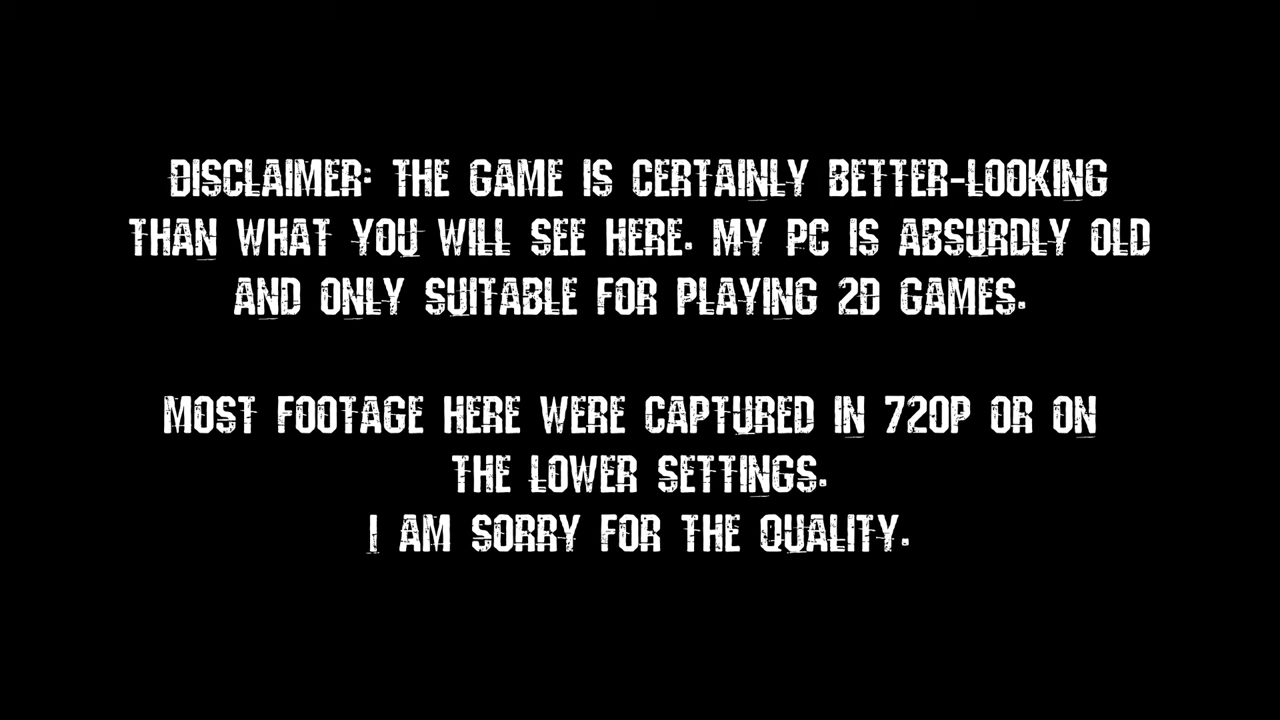 DISCLAIMER: THE GAME IS CERTAINLY BETTER-LOOKING
THAN WHAT YOU WILL SEE HERE. MY PC IS ABSURDLY OLD
AND ONLY SUITABLE FOR PLAYING 2D GAMES.
MOST FOOTAGE HERE WERE CAPTURED IN 720P OR ON
THE LOWER SETTINGS.
I AM SORRY FOR THE QUALITY.